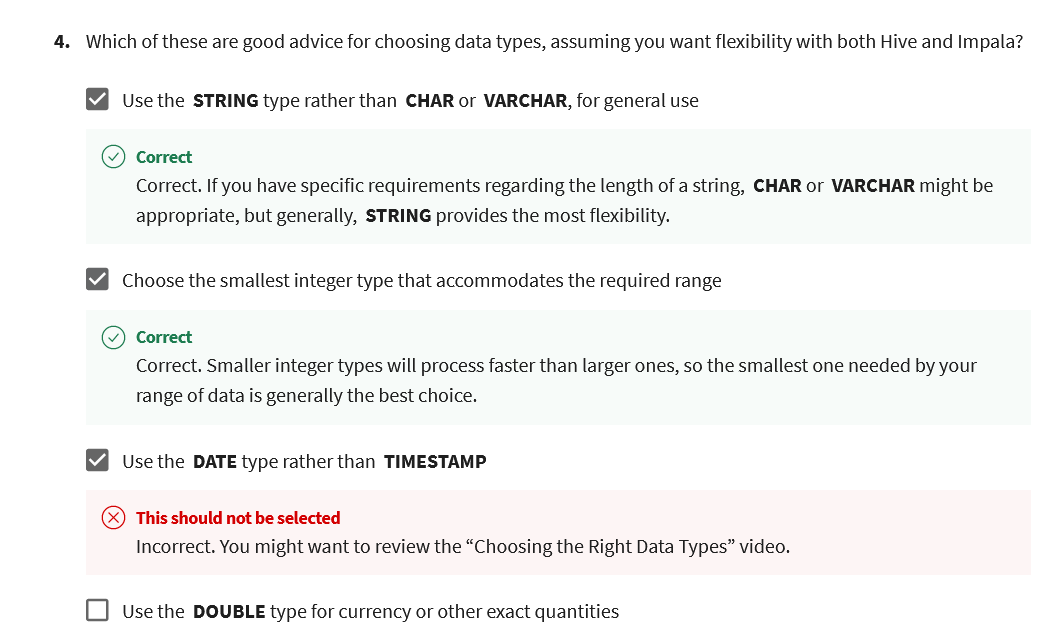 4. Which of these are good advice for choosing data types, assuming you want flexibility with both Hive and Impala?
Use the STRING type rather than CHAR or VARCHAR, for general use
Correct
Correct. If you have specific requirements regarding the length of a string, CHAR or VARCHAR might be
appropriate, but generally, STRING provides the most flexibility.
Choose the smallest integer type that accommodates the required range
Correct
Correct. Smaller integer types will process faster than larger ones, so the smallest one needed by your
range of data is generally the best choice.
Use the DATE type rather than TIMESTAMP
This should not be selected
Incorrect. You might want to review the “Choosing the Right Data Types” video.
Use the DOUBLE type for currency or other exact quantities